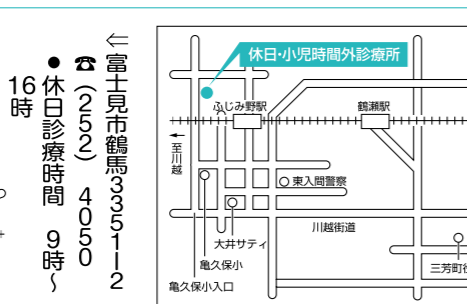 ⇐富士見市鶴馬3351ー2
☎(252)4050
●休日診療時間 9時〜
16時
休日・小児時間外診療所
ふじみ野駅
鶴瀬駅
←至川越
東入間警察
川越街道
大井サティ
亀久保小
亀久保小入口
三芳町役